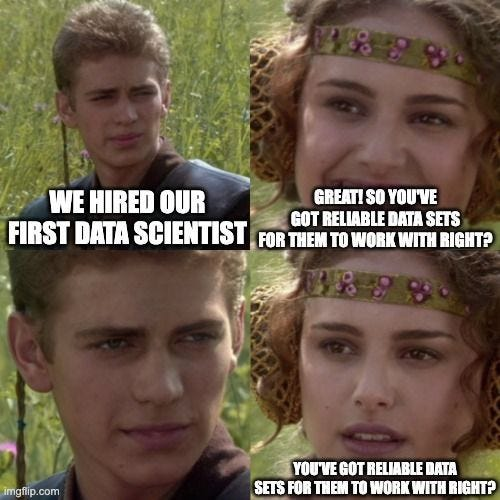 WE HIRED OUR
FIRST DATA SCIENTIST
GREAT! SO YOU'VE
GOT RELIABLE DATA SETS
FOR THEM TO WORK WITH RIGHT?
YOU'VE GOT RELIABLE DATA
SETS FOR THEM TO WORK WITH RIGHT?
imgflip.com